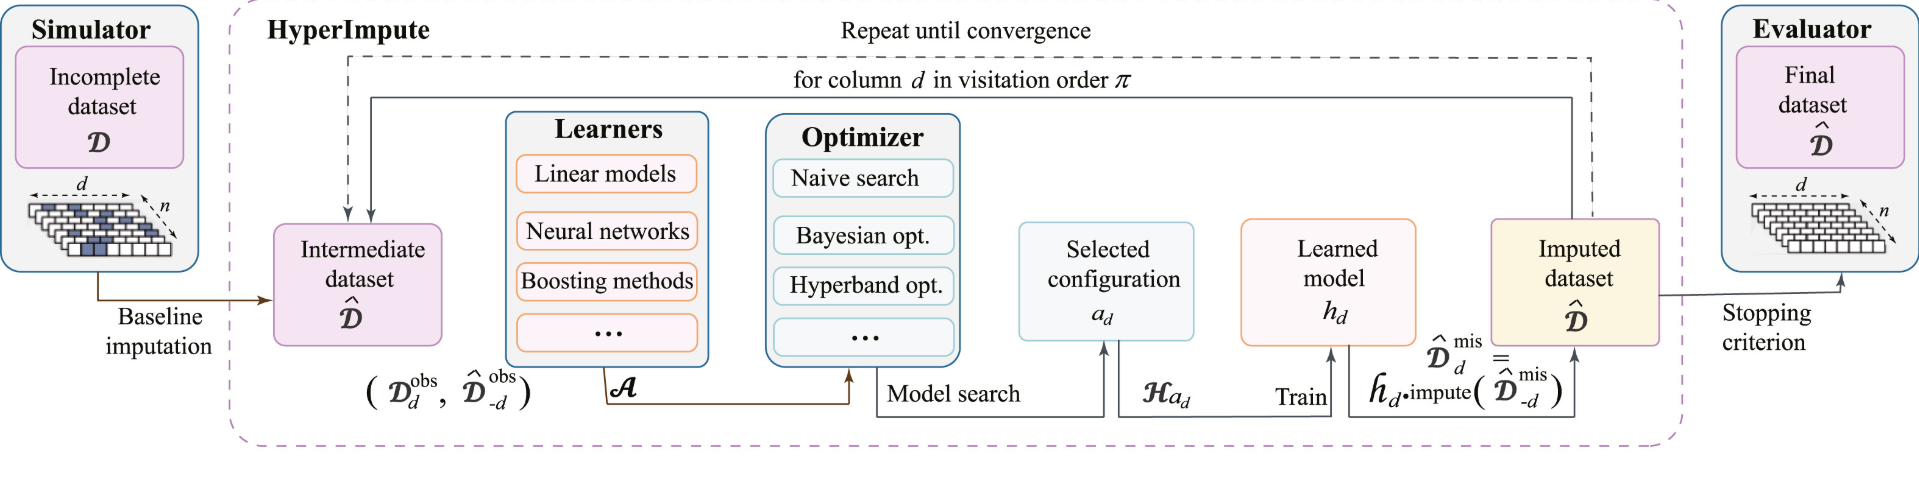 Simulator
Incomplete
dataset
𝒟
d
n
Baseline
imputation
HyperImpute
Repeat until convergence
for column d in visitation order π
Intermediate
dataset
𝒟̂
( 𝒟_d^obs , 𝒟̂_-d^obs )
Learners
Linear models
Neural networks
Boosting methods
...
𝒜
Optimizer
Naive search
Bayesian opt.
Hyperband opt.
...
Model search
Selected
configuration
a_d
ℋ_a_d
Train
Learned
model
h_d
𝒟̂_d^mis =
h_d.impute( 𝒟̂_-d^mis )
Imputed
dataset
𝒟̂
Stopping
criterion
Evaluator
Final
dataset
𝒟̂
d
n